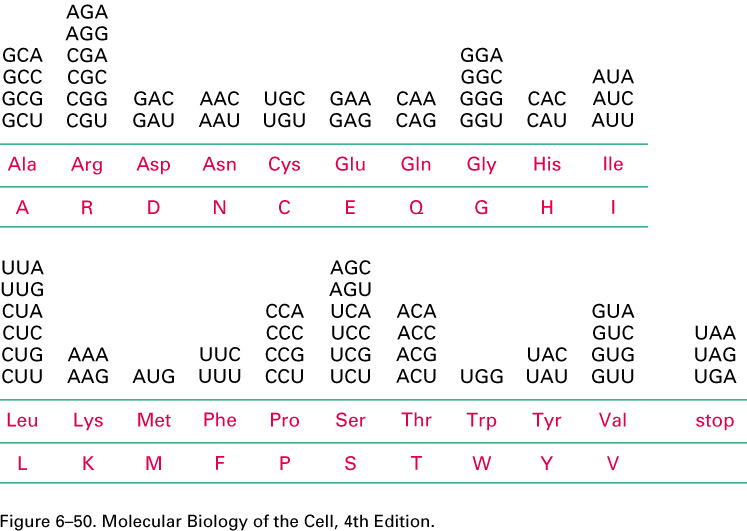 AGA
AGG
GCA CGA GGA
GCC CGC GGC AUA
GCG CGG GAC AAC UGC GAA CAA GGG CAC AUC
GCU CGU GAU AAU UGU GAG CAG GGU CAU AUU
Ala Arg Asp Asn Cys Glu Gln Gly His Ile
A R D N C E Q G H I
UUA AGC
UUG AGU
CUA CCA UCA ACA GUA
CUC CCC UCC ACC GUC UAA
CUG AAA UUC CCG UCG ACG UAC GUG UAG
CUU AAG AUG UUU CCU UCU ACU UGG UAU GUU UGA
Leu Lys Met Phe Pro Ser Thr Trp Tyr Val stop
L K M F P S T W Y V
Figure 6–50. Molecular Biology of the Cell, 4th Edition.